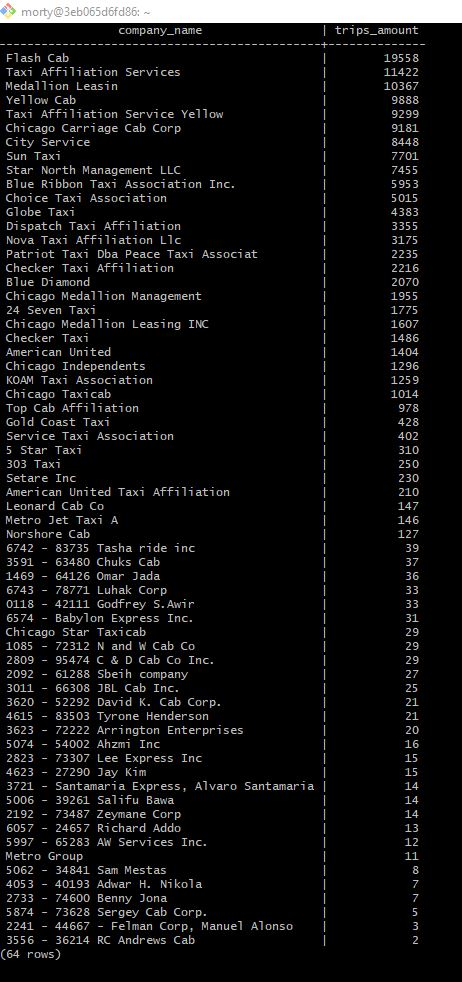 morty@3eb065d6fd86: ~
company_name | trips_amount
----------------------------------------------+--------------
Flash Cab | 19558
Taxi Affiliation Services | 11422
Medallion Leasin | 10367
Yellow Cab | 9888
Taxi Affiliation Service Yellow | 9299
Chicago Carriage Cab Corp | 9181
City Service | 8448
Sun Taxi | 7701
Star North Management LLC | 7455
Blue Ribbon Taxi Association Inc. | 5953
Choice Taxi Association | 5015
Globe Taxi | 4383
Dispatch Taxi Affiliation | 3355
Nova Taxi Affiliation Llc | 3175
Patriot Taxi Dba Peace Taxi Associat | 2235
Checker Taxi Affiliation | 2216
Blue Diamond | 2070
Chicago Medallion Management | 1955
24 Seven Taxi | 1775
Chicago Medallion Leasing INC | 1607
Checker Taxi | 1486
American United | 1404
Chicago Independents | 1296
KOAM Taxi Association | 1259
Chicago Taxicab | 1014
Top Cab Affiliation | 978
Gold Coast Taxi | 428
Service Taxi Association | 402
5 Star Taxi | 310
303 Taxi | 250
Setare Inc | 230
American United Taxi Affiliation | 210
Leonard Cab Co | 147
Metro Jet Taxi A | 146
Norshore Cab | 127
6742 - 83735 Tasha ride inc | 39
3591 - 63480 Chuks Cab | 37
1469 - 64126 Omar Jada | 36
6743 - 78771 Luhak Corp | 33
0118 - 42111 Godfrey S.Awir | 33
6574 - Babylon Express Inc. | 31
Chicago Star Taxicab | 29
1085 - 72312 N and W Cab Co | 29
2809 - 95474 C & D Cab Co Inc. | 29
2092 - 61288 Sbeih company | 27
3011 - 66308 JBL Cab Inc. | 25
3620 - 52292 David K. Cab Corp. | 21
4615 - 83503 Tyrone Henderson | 21
3623 - 72222 Arrington Enterprises | 20
5074 - 54002 Ahzmi Inc | 16
2823 - 73307 Lee Express Inc | 15
4623 - 27290 Jay Kim | 15
3721 - Santamaria Express, Alvaro Santamaria | 14
5006 - 39261 Salifu Bawa | 14
2192 - 73487 Zeymane Corp | 14
6057 - 24657 Richard Addo | 13
5997 - 65283 AW Services Inc. | 12
Metro Group | 11
5062 - 34841 Sam Mestas | 8
4053 - 40193 Adwar H. Nikola | 7
2733 - 74600 Benny Jona | 7
5874 - 73628 Sergey Cab Corp. | 5
2241 - 44667 - Felman Corp, Manuel Alonso | 3
3556 - 36214 RC Andrews Cab | 2
(64 rows)